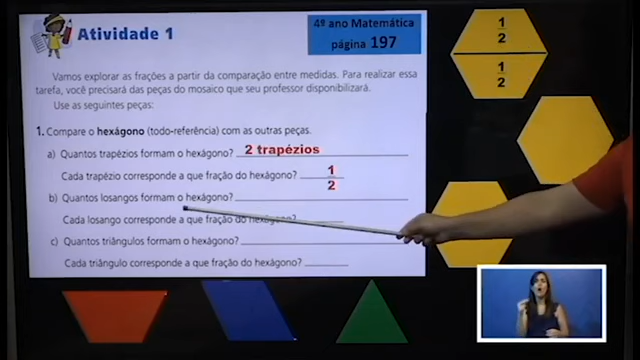 Atividade 1
4º ano Matemática
página 197
Vamos explorar as frações a partir da comparação entre medidas. Para realizar essa
tarefa, você precisará das peças do mosaico que seu professor disponibilizará.
Use as seguintes peças:
1. Compare o hexágono (todo-referência) com as outras peças.
a) Quantos trapézios formam o hexágono? 2 trapézios
Cada trapézio corresponde a que fração do hexágono? 1/2
b) Quantos losangos formam o hexágono?
Cada losango corresponde a que fração do hexágono?
c) Quantos triângulos formam o hexágono?
Cada triângulo corresponde a que fração do hexágono?
1/2
1/2